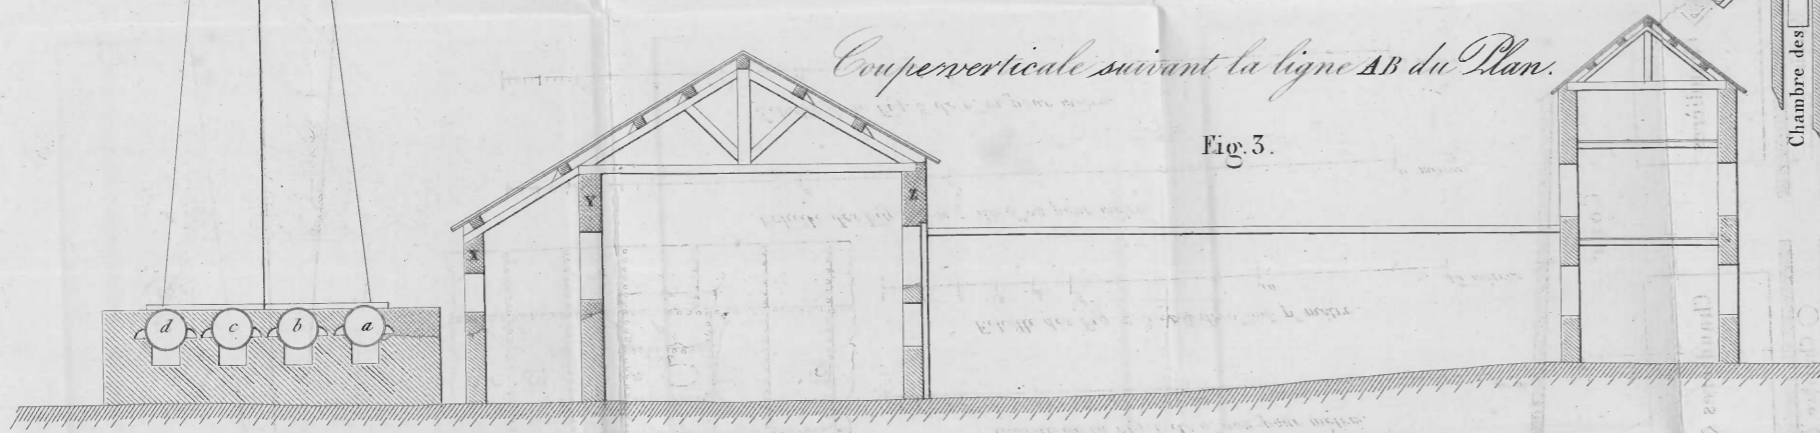 Coupe verticale suivant la ligne AB du Plan.
Fig. 3.
Chambre des
Y
Z
X
d c b a